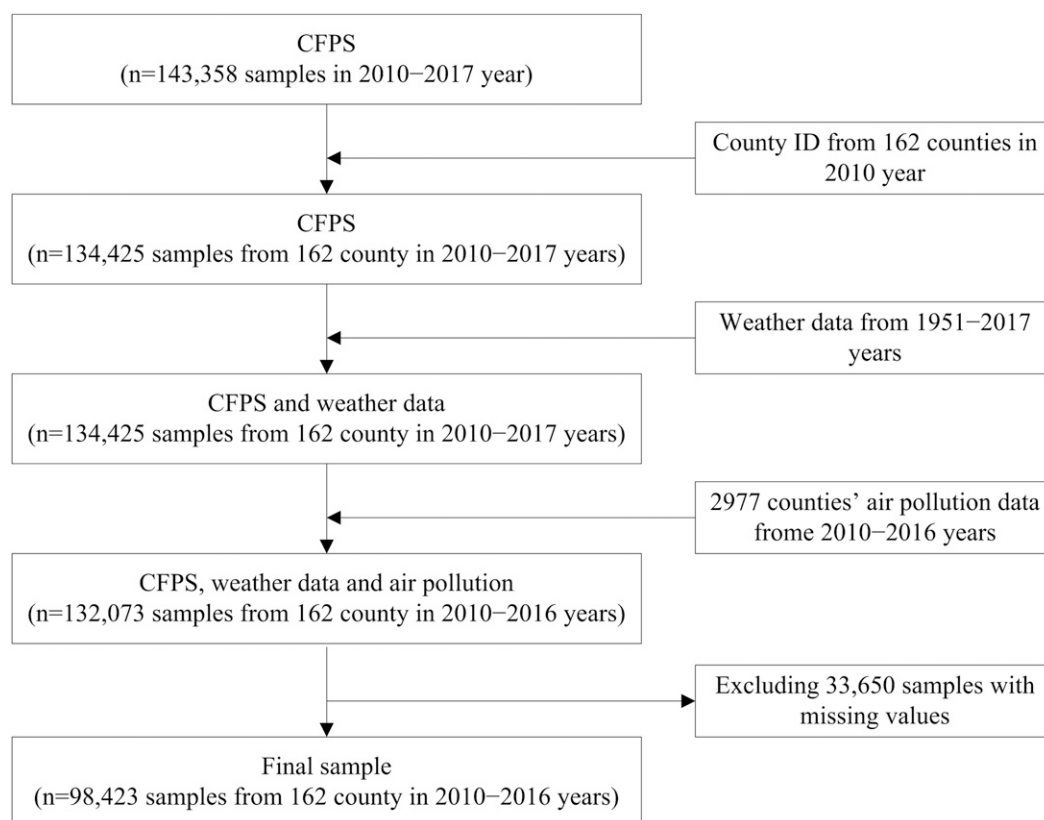 CFPS
(n=143,358 samples in 2010−2017 year)
County ID from 162 counties in
2010 year
CFPS
(n=134,425 samples from 162 county in 2010−2017 years)
Weather data from 1951−2017
years
CFPS and weather data
(n=134,425 samples from 162 county in 2010−2017 years)
2977 counties’ air pollution data
frome 2010−2016 years
CFPS, weather data and air pollution
(n=132,073 samples from 162 county in 2010−2016 years)
Excluding 33,650 samples with
missing values
Final sample
(n=98,423 samples from 162 county in 2010−2016 years)